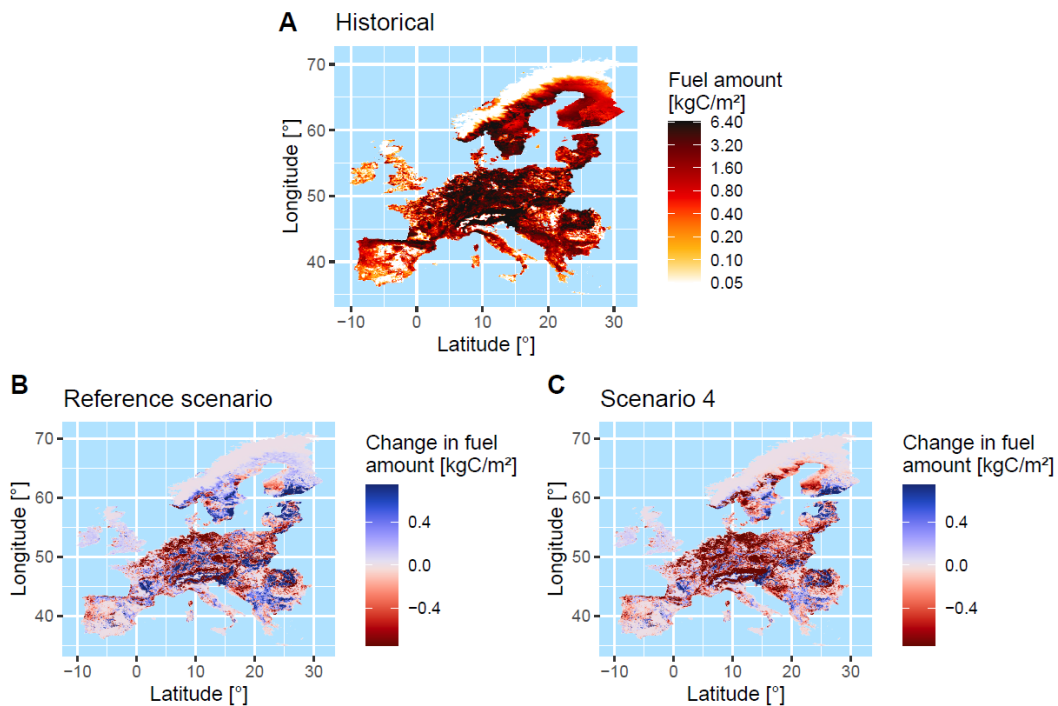 A Historical
70
60
50
40
Longitude [°]
−10 0 10 20 30
Latitude [°]
Fuel amount
[kgC/m²]
6.40
3.20
1.60
0.80
0.40
0.20
0.10
0.05
B Reference scenario
70
60
50
40
Longitude [°]
−10 0 10 20 30
Latitude [°]
Change in fuel
amount [kgC/m²]
0.4
0.0
−0.4
C Scenario 4
70
60
50
40
Longitude [°]
−10 0 10 20 30
Latitude [°]
Change in fuel
amount [kgC/m²]
0.4
0.0
−0.4